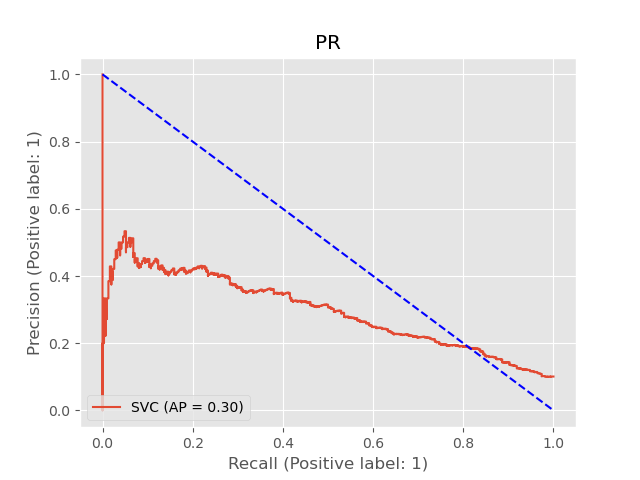 PR
1.0
0.8
0.6
0.4
0.2
0.0
Precision (Positive label: 1)
SVC (AP = 0.30)
0.0 0.2 0.4 0.6 0.8 1.0
Recall (Positive label: 1)